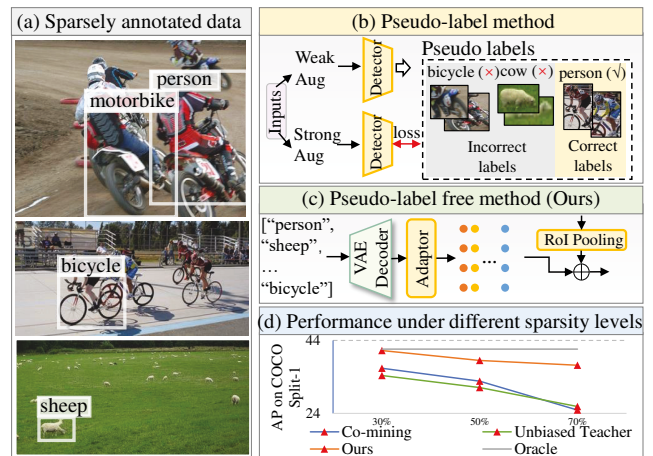 (a) Sparsely annotated data
person
motorbike
bicycle
sheep
(b) Pseudo-label method
Inputs
Weak
Aug
Strong
Aug
Detector
Detector
loss
Pseudo labels
bicycle (×) cow (×) person (√)
Incorrect
labels
Correct
labels
(c) Pseudo-label free method (Ours)
["person",
"sheep",
...
"bicycle"]
VAE
Decoder
Adaptor
...
RoI Pooling
(d) Performance under different sparsity levels
AP on COCO
Split-1
44
24
30% 50% 70%
Co-mining Unbiased Teacher
Ours Oracle